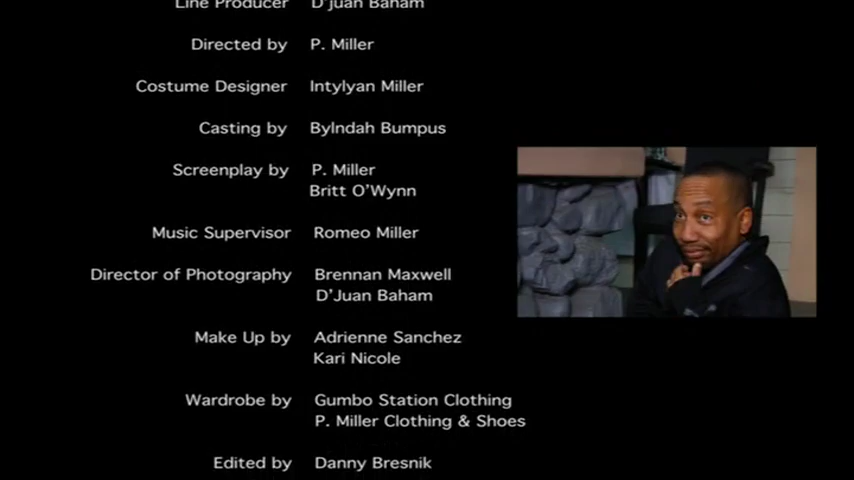 Line Producer D'juan Baham
Directed by P. Miller
Costume Designer Intylyan Miller
Casting by Bylndah Bumpus
Screenplay by P. Miller
Britt O'Wynn
Music Supervisor Romeo Miller
Director of Photography Brennan Maxwell
D'Juan Baham
Make Up by Adrienne Sanchez
Kari Nicole
Wardrobe by Gumbo Station Clothing
P. Miller Clothing & Shoes
Edited by Danny Bresnik